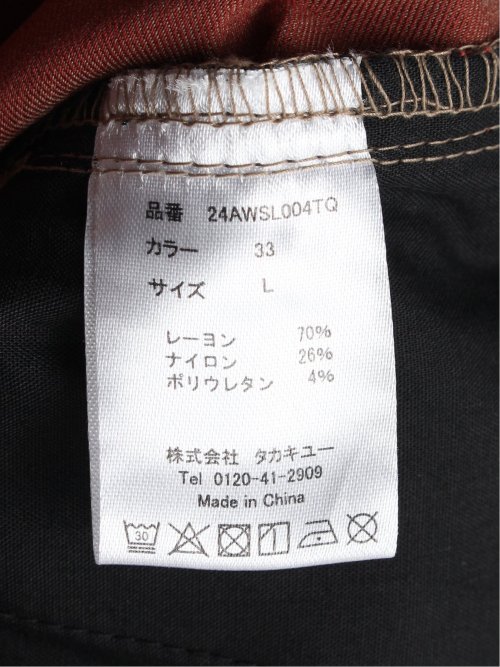 品番 24AWSL004TQ
カラー 33
サイズ L
レーヨン 70%
ナイロン 26%
ポリウレタン 4%
株式会社 タカキユー
Tel 0120-41-2909
Made in China
30